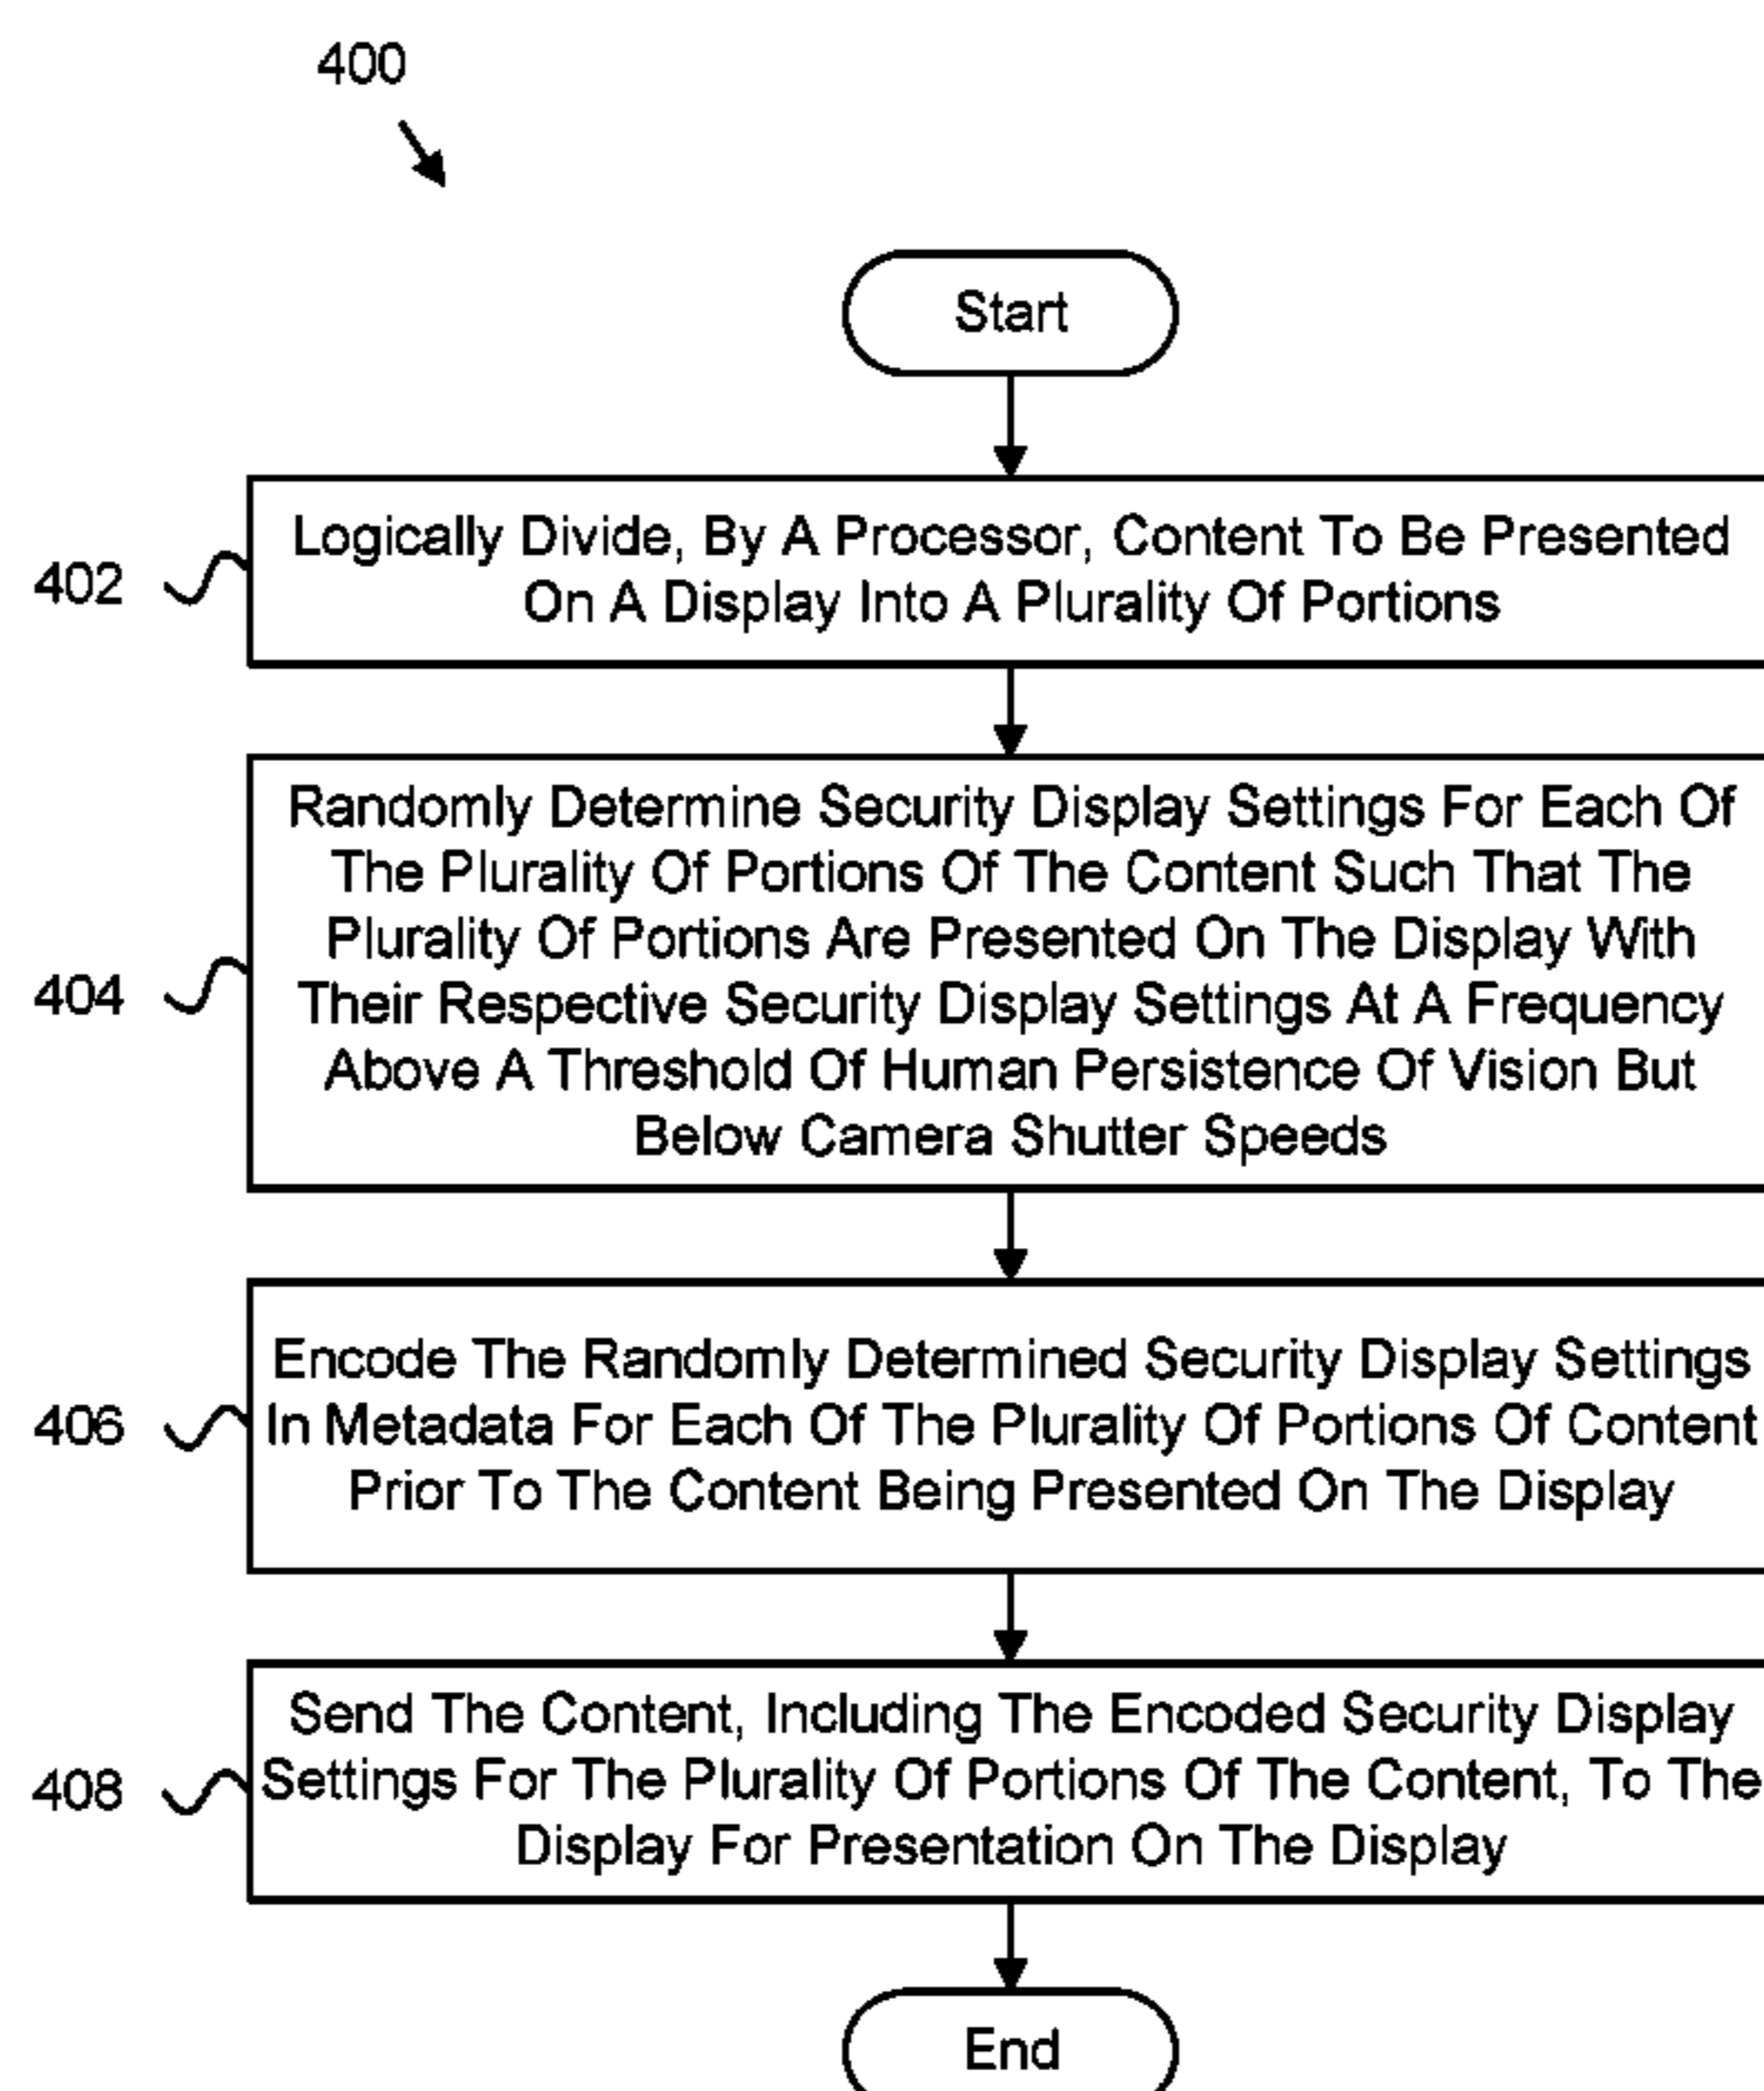 400
Start
402
Logically Divide, By A Processor, Content To Be Presented
On A Display Into A Plurality Of Portions
404
Randomly Determine Security Display Settings For Each Of
The Plurality Of Portions Of The Content Such That The
Plurality Of Portions Are Presented On The Display With
Their Respective Security Display Settings At A Frequency
Above A Threshold Of Human Persistence Of Vision But
Below Camera Shutter Speeds
406
Encode The Randomly Determined Security Display Settings
In Metadata For Each Of The Plurality Of Portions Of Content
Prior To The Content Being Presented On The Display
408
Send The Content, Including The Encoded Security Display
Settings For The Plurality Of Portions Of The Content, To The
Display For Presentation On The Display
End